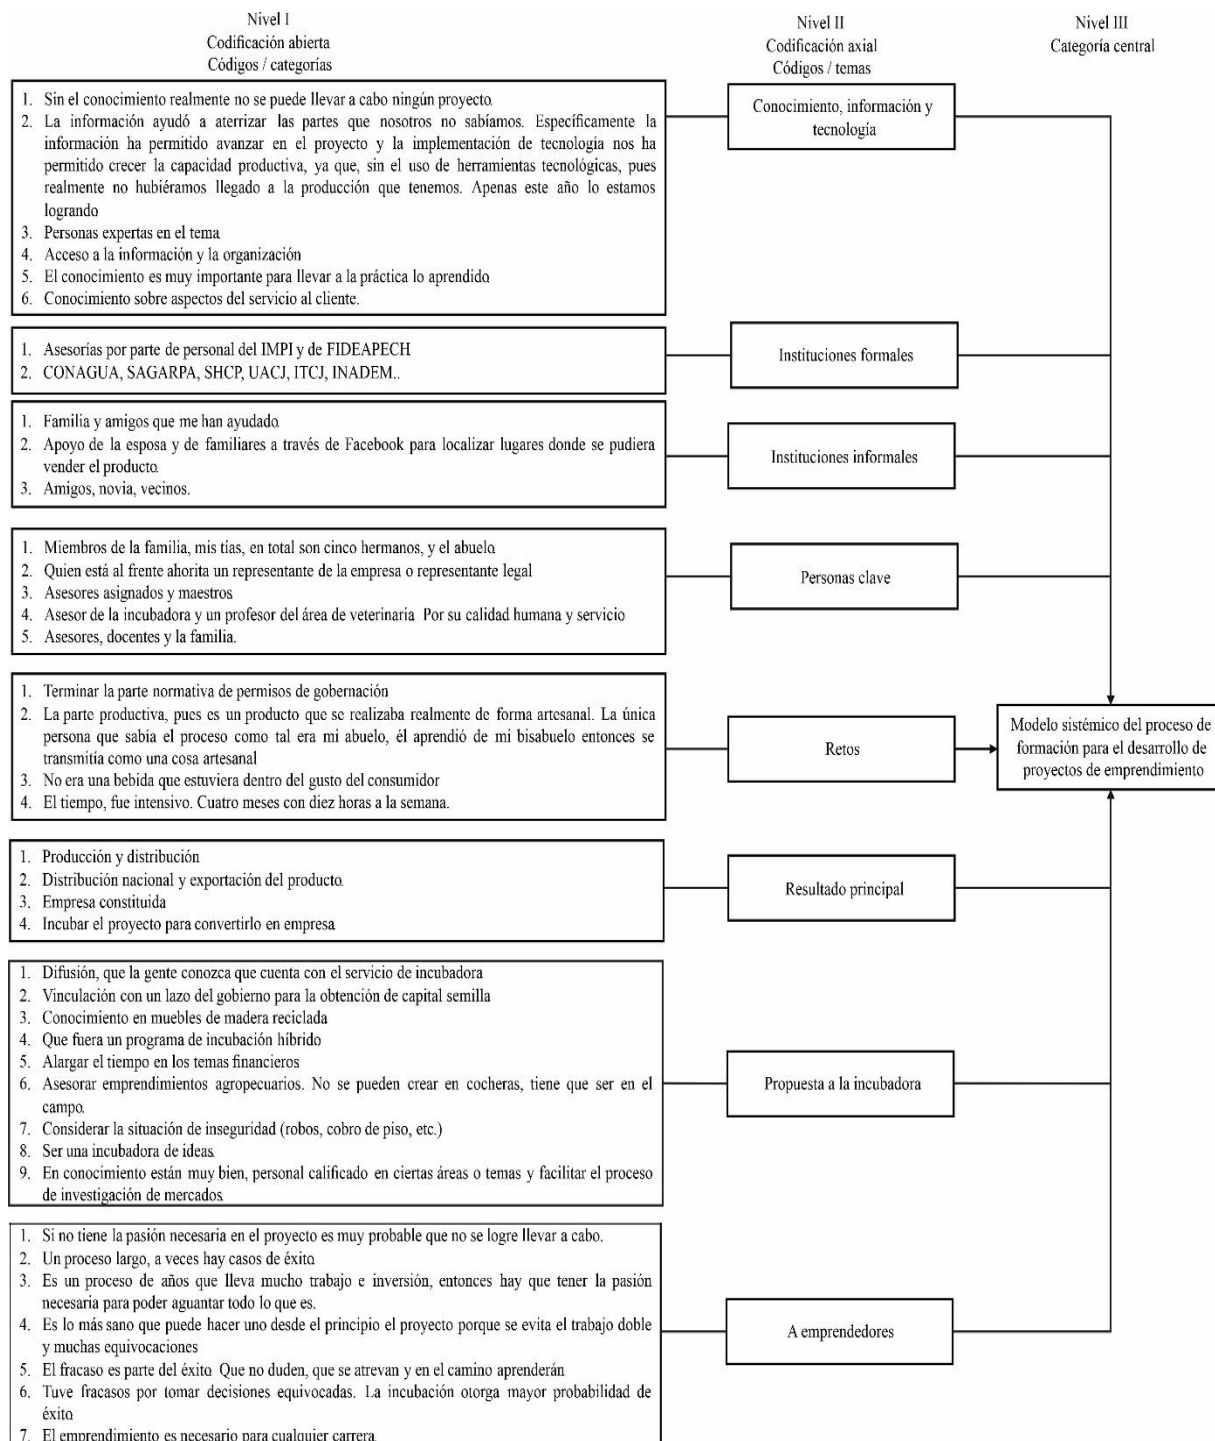 Nivel I
Codificación abierta
Códigos / categorías
Nivel II
Codificación axial
Códigos / temas
Nivel III
Categoría central
1. Sin el conocimiento realmente no se puede llevar a cabo ningún proyecto.
2. La información ayudó a aterrizar las partes que nosotros no sabíamos. Específicamente la
información ha permitido avanzar en el proyecto y la implementación de tecnología nos ha
permitido crecer la capacidad productiva, ya que, sin el uso de herramientas tecnológicas, pues
realmente no hubiéramos llegado a la producción que tenemos. Apenas este año lo estamos
logrando
3. Personas expertas en el tema
4. Acceso a la información y la organización
5. El conocimiento es muy importante para llevar a la práctica lo aprendido
6. Conocimiento sobre aspectos del servicio al cliente.
Conocimiento, información y
tecnología
1. Asesorías por parte de personal del IMPI y de FIDEAPECH
2. CONAGUA, SAGARPA, SHCP, UACJ, ITCJ, INADEM..
Instituciones formales
1. Familia y amigos que me han ayudado.
2. Apoyo de la esposa y de familiares a través de Facebook para localizar lugares donde se pudiera
vender el producto.
3. Amigos, novia, vecinos.
Instituciones informales
1. Miembros de la familia, mis tías, en total son cinco hermanos, y el abuelo.
2. Quien está al frente ahorita un representante de la empresa o representante legal
3. Asesores asignados y maestros
4. Asesor de la incubadora y un profesor del área de veterinaria Por su calidad humana y servicio
5. Asesores, docentes y la familia.
Personas clave
1. Terminar la parte normativa de permisos de gobernación
2. La parte productiva, pues es un producto que se realizaba realmente de forma artesanal. La única
persona que sabía el proceso como tal era mi abuelo, él aprendió de mi bisabuelo entonces se
transmitía como una cosa artesanal
3. No era una bebida que estuviera dentro del gusto del consumidor
4. El tiempo, fue intensivo. Cuatro meses con diez horas a la semana.
Retos
Modelo sistémico del proceso de
formación para el desarrollo de
proyectos de emprendimiento
1. Producción y distribución
2. Distribución nacional y exportación del producto.
3. Empresa constituida
4. Incubar el proyecto para convertirlo en empresa
Resultado principal
1. Difusión, que la gente conozca que cuenta con el servicio de incubadora
2. Vinculación con un lazo del gobierno para la obtención de capital semilla
3. Conocimiento en muebles de madera reciclada
4. Que fuera un programa de incubación híbrido
5. Alargar el tiempo en los temas financieros
6. Asesorar emprendimientos agropecuarios. No se pueden crear en cocheras, tiene que ser en el
campo.
7. Considerar la situación de inseguridad (robos, cobro de piso, etc.)
8. Ser una incubadora de ideas.
9. En conocimiento están muy bien, personal calificado en ciertas áreas o temas y facilitar el proceso
de investigación de mercados.
Propuesta a la incubadora
1. Si no tiene la pasión necesaria en el proyecto es muy probable que no se logre llevar a cabo.
2. Un proceso largo, a veces hay casos de éxito.
3. Es un proceso de años que lleva mucho trabajo e inversión, entonces hay que tener la pasión
necesaria para poder aguantar todo lo que es.
4. Es lo más sano que puede hacer uno desde el principio el proyecto porque se evita el trabajo doble
y muchas equivocaciones
5. El fracaso es parte del éxito Que no duden, que se atrevan y en el camino aprenderán
6. Tuve fracasos por tomar decisiones equivocadas. La incubación otorga mayor probabilidad de
éxito.
7. El emprendimiento es necesario para cualquier carrera.
A emprendedores